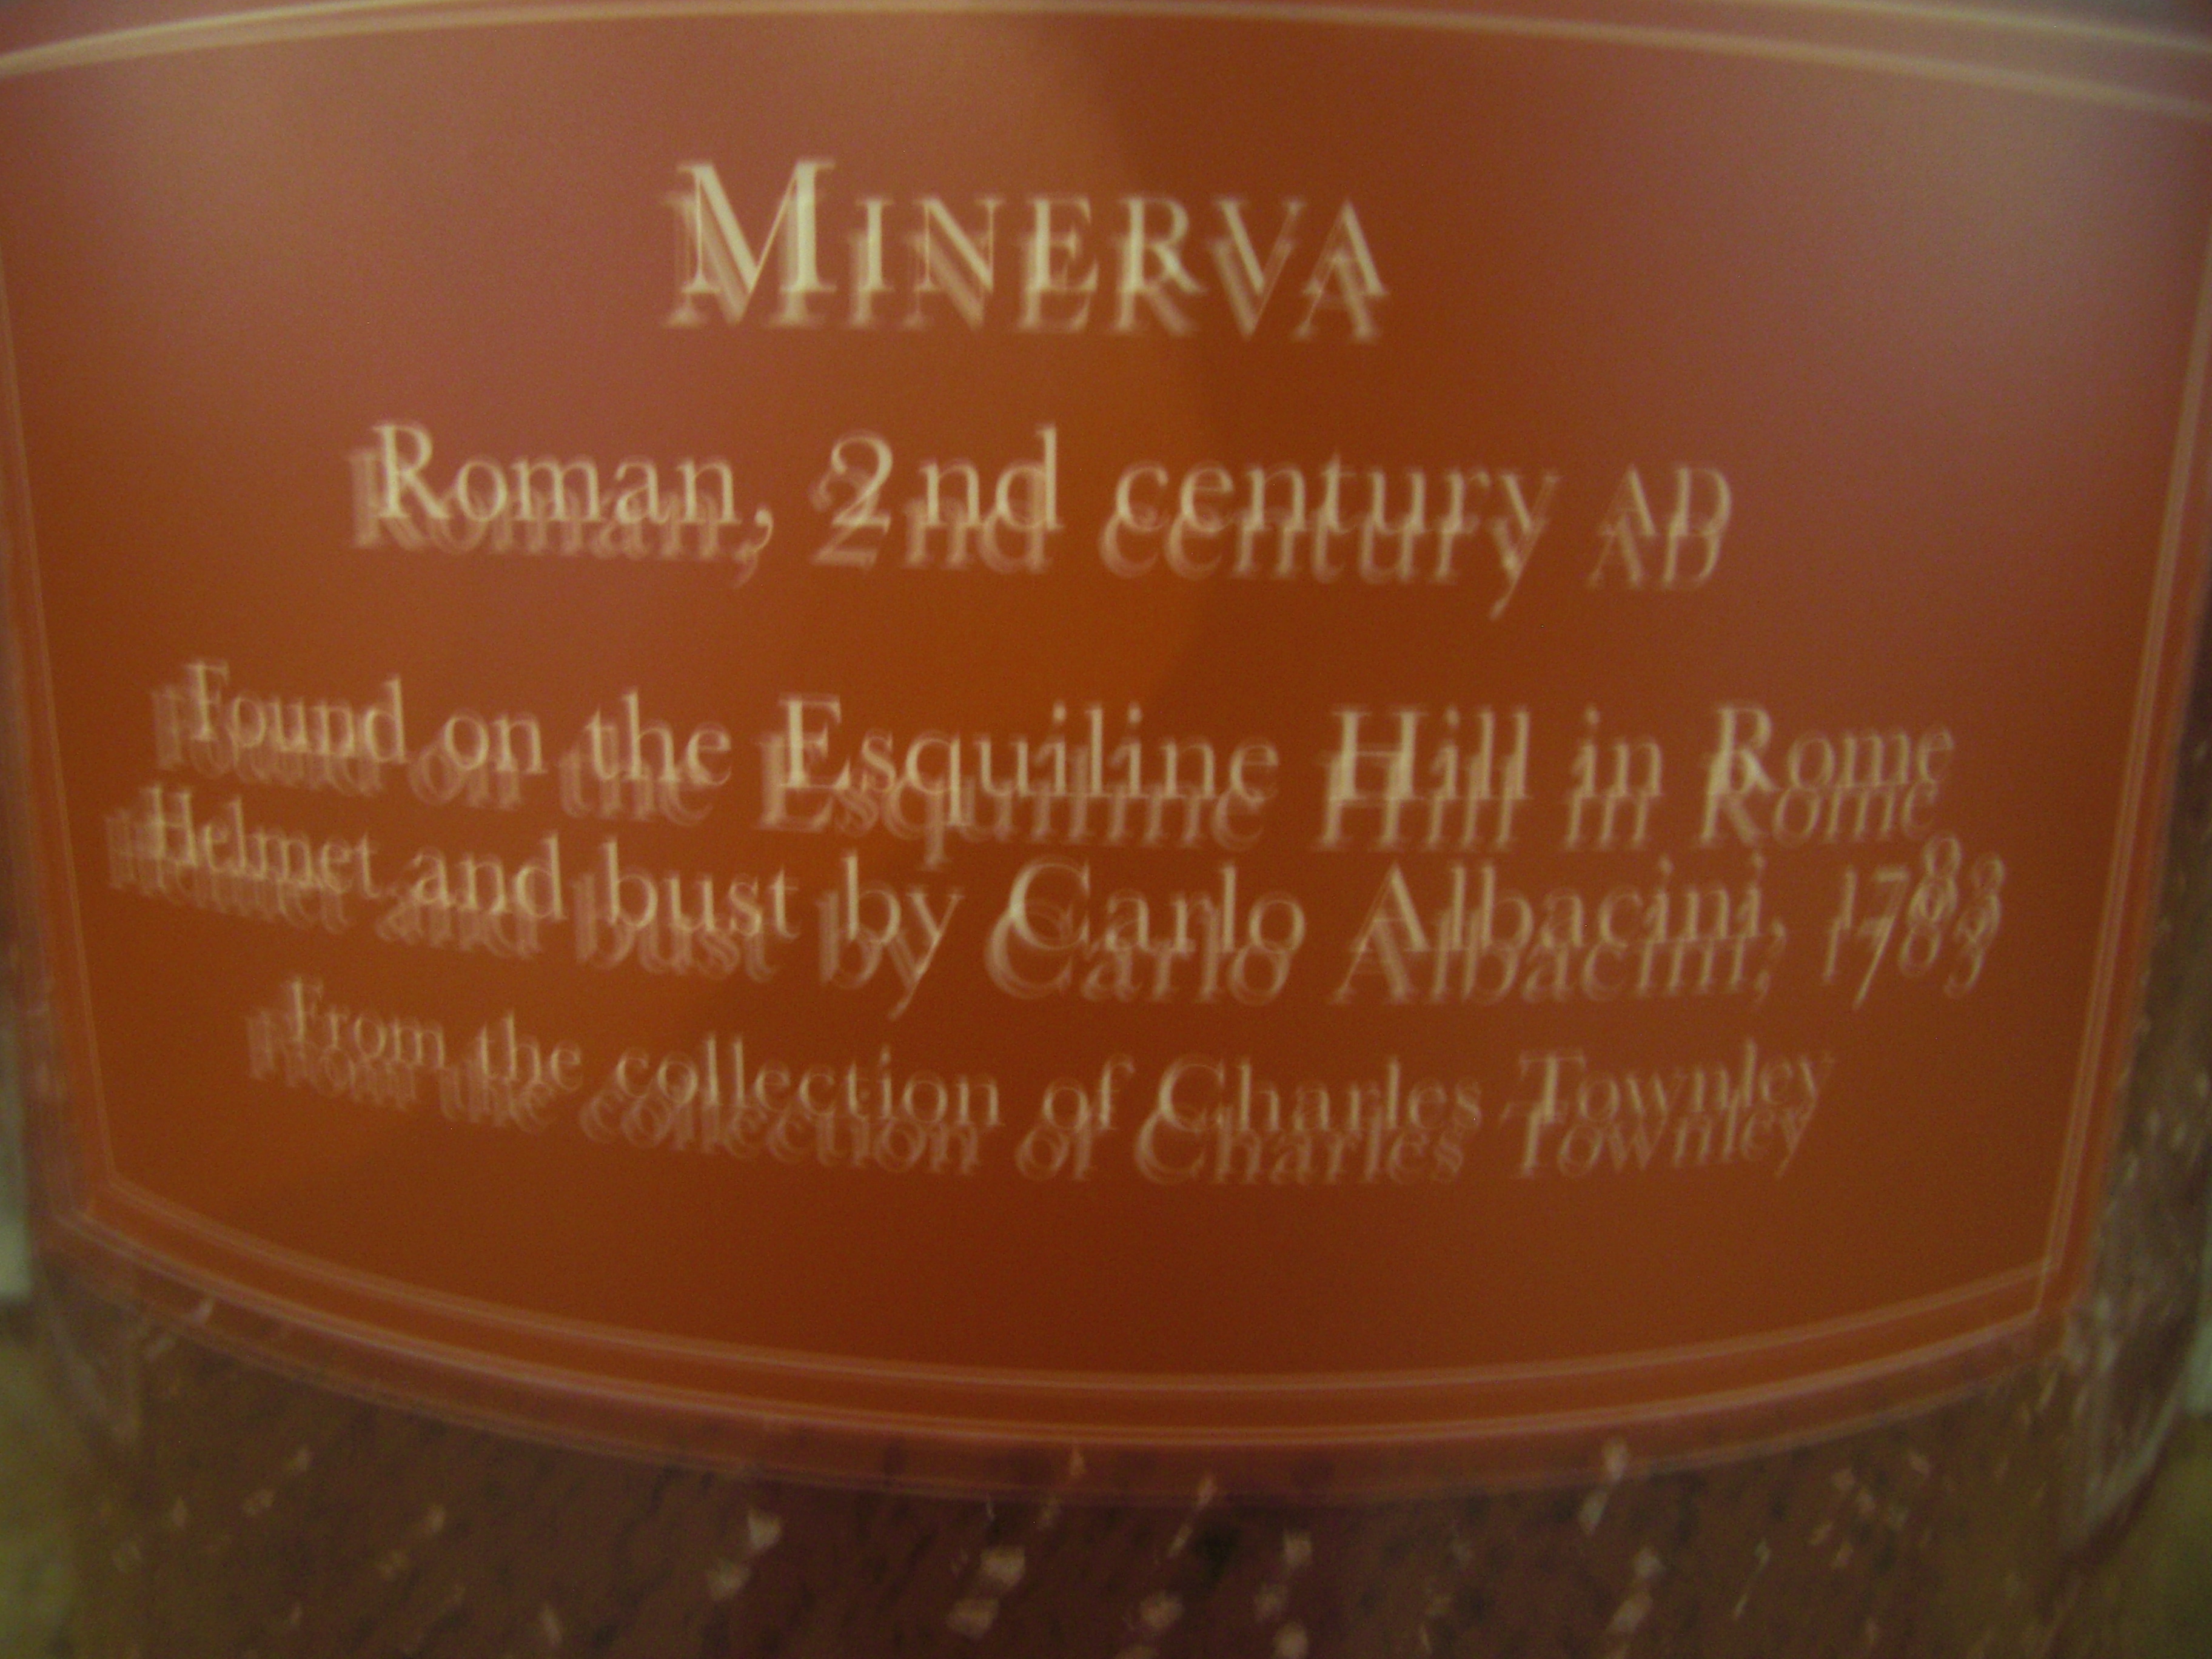 MINERVA
Roman, 2nd century AD
Found on the Esquiline Hill in Rome
Helmet and bust by Carlo Albacini, 1783
From the collection of Charles Townley